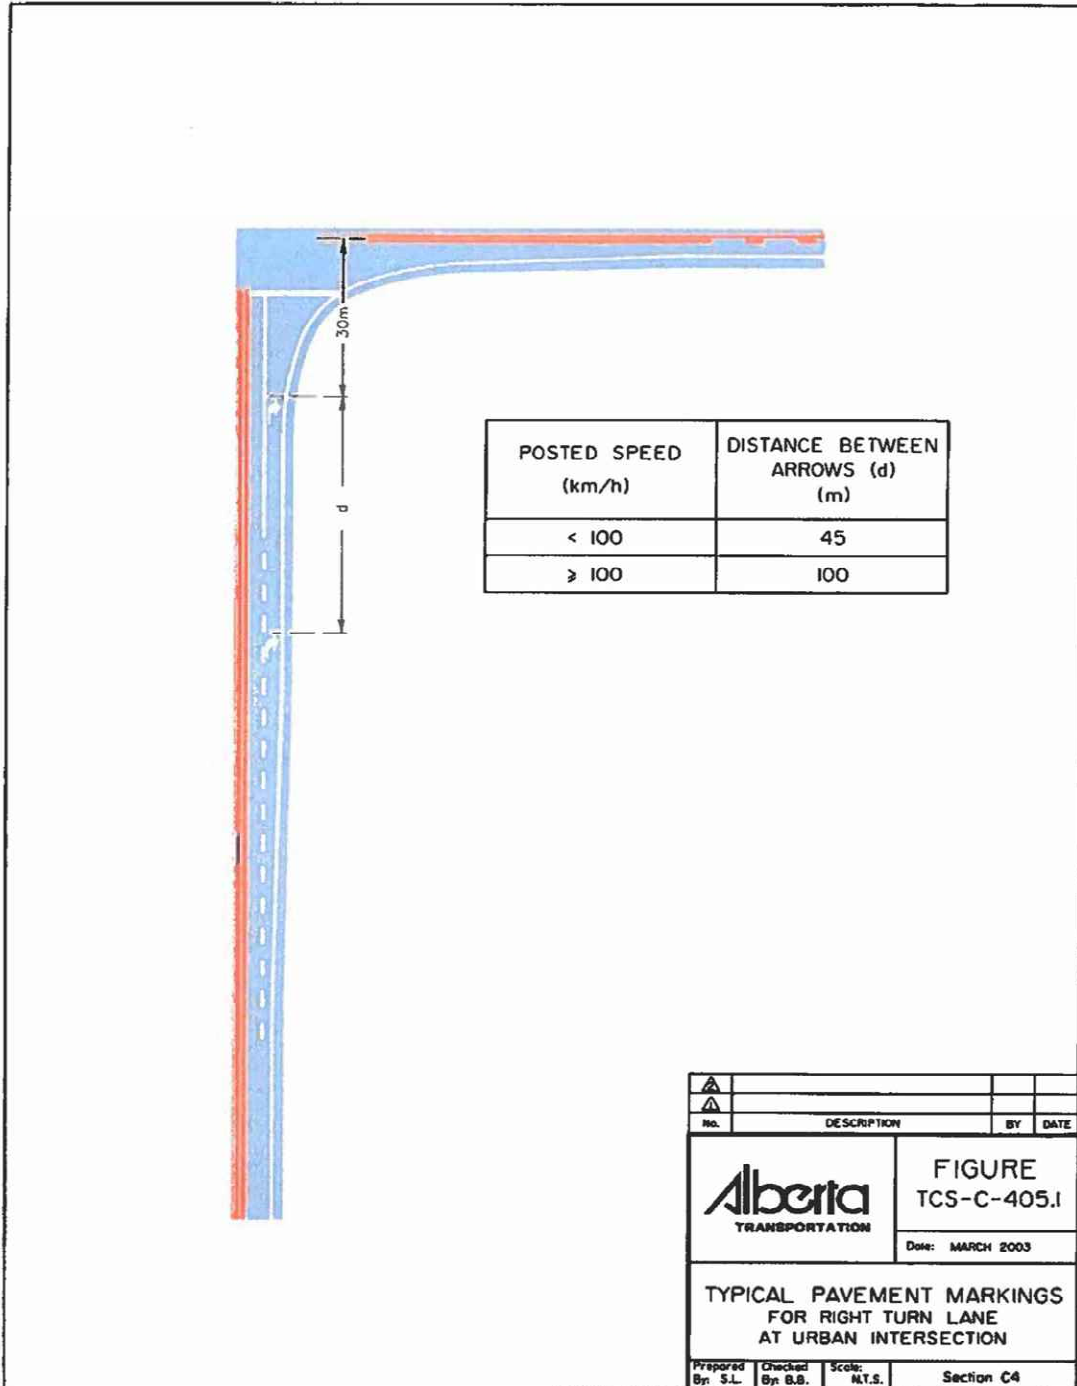 30m
d
POSTED SPEED
(km/h)
DISTANCE BETWEEN
ARROWS (d)
(m)
< 100
45
⩾ 100
100
2
1
No.
DESCRIPTION
BY
DATE
Alberta
TRANSPORTATION
FIGURE
TCS-C-405.1
Date: MARCH 2003
TYPICAL PAVEMENT MARKINGS
FOR RIGHT TURN LANE
AT URBAN INTERSECTION
Prepared
By: S.L.
Checked
By: B.B.
Scale:
N.T.S.
Section C4